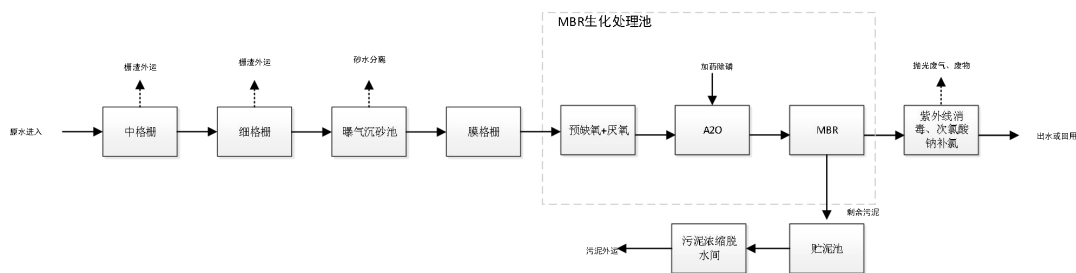 MBR生化处理池
栅渣外运
栅渣外运
砂水分离
加药除磷
抛光废气、废物
原水进入
中格栅
细格栅
曝气沉砂池
膜格栅
预缺氧+厌氧
A2O
MBR
紫外线消
毒、次氯酸
钠补氯
出水或回用
剩余污泥
污泥外运
污泥浓缩脱
水间
贮泥池